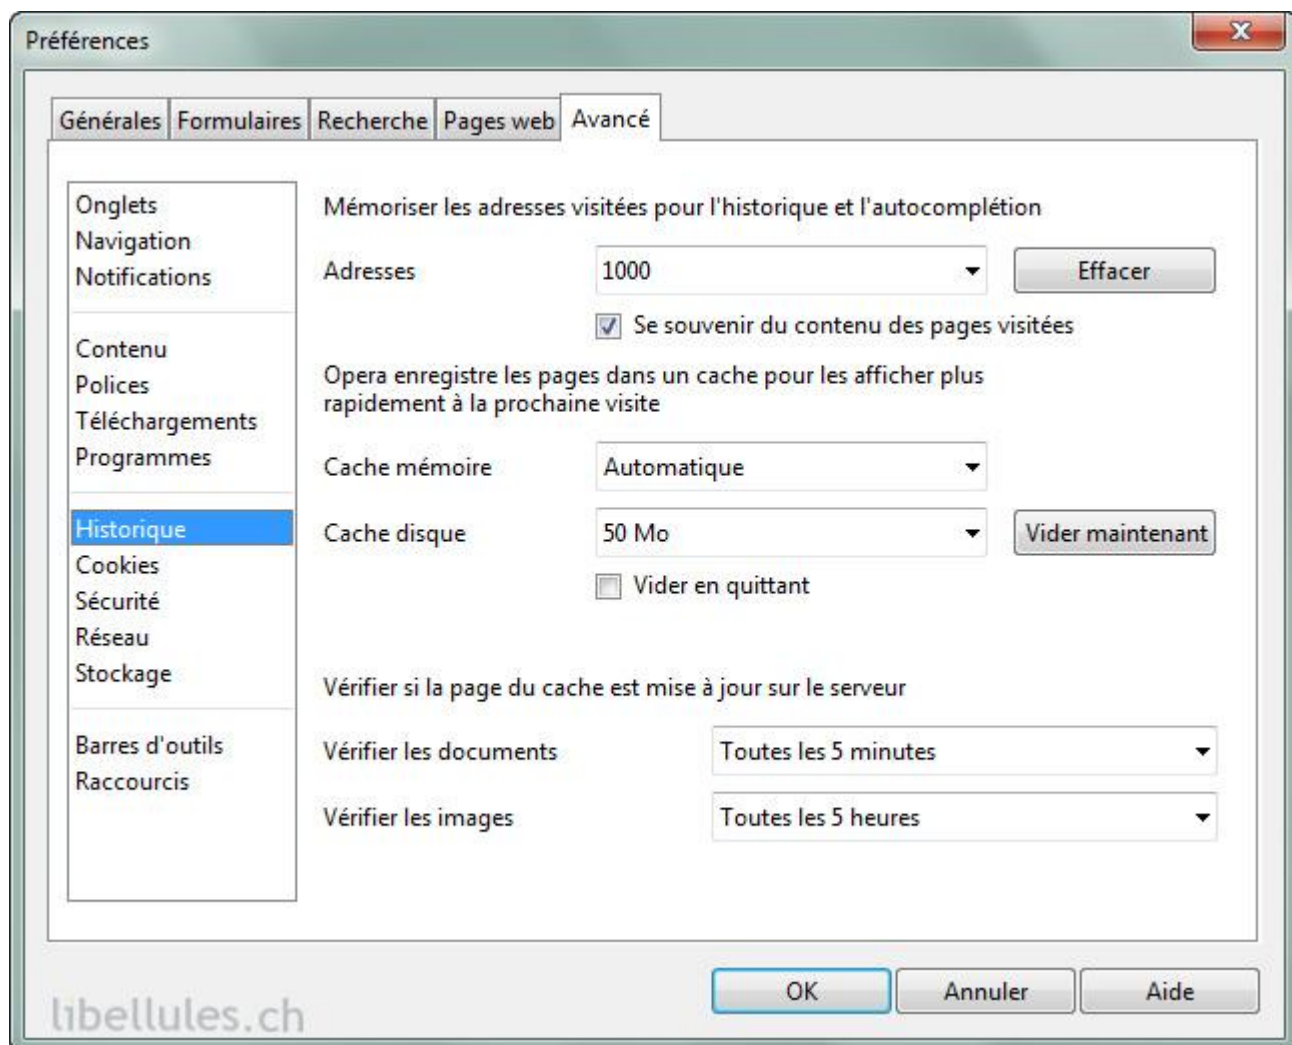 Préférences
Générales Formulaires Recherche Pages web Avancé
Onglets
Navigation
Notifications
Contenu
Polices
Téléchargements
Programmes
Historique
Cookies
Sécurité
Réseau
Stockage
Barres d'outils
Raccourcis
Mémoriser les adresses visitées pour l'historique et l'autocomplétion
Adresses 1000 Effacer
Se souvenir du contenu des pages visitées
Opera enregistre les pages dans un cache pour les afficher plus
rapidement à la prochaine visite
Cache mémoire Automatique
Cache disque 50 Mo Vider maintenant
Vider en quittant
Vérifier si la page du cache est mise à jour sur le serveur
Vérifier les documents Toutes les 5 minutes
Vérifier les images Toutes les 5 heures
OK Annuler Aide
libellules.ch